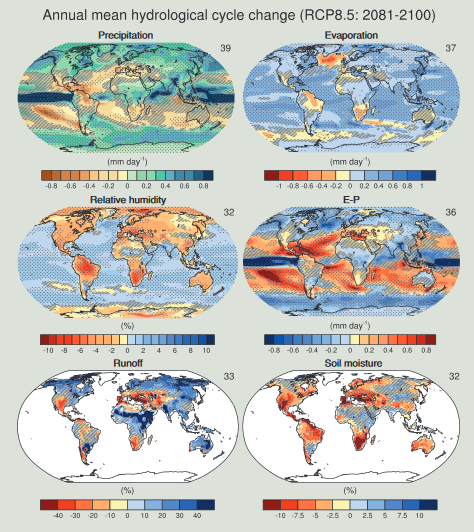 Annual mean hydrological cycle change (RCP8.5: 2081-2100)
Precipitation
39
(mm day-1)
-0.8 -0.6 -0.4 -0.2 0 0.2 0.4 0.6 0.8
Evaporation
37
(mm day-1)
-1 -0.8 -0.6 -0.4 -0.2 0 0.2 0.4 0.6 0.8 1
Relative humidity
32
(%)
-10 -8 -6 -4 -2 0 2 4 6 8 10
E-P
36
(mm day-1)
-0.8 -0.6 -0.4 -0.2 0 0.2 0.4 0.6 0.8
Runoff
33
(%)
-40 -30 -20 -10 0 10 20 30 40
Soil moisture
32
(%)
-10 -7.5 -5 -2.5 0 2.5 5 7.5 10